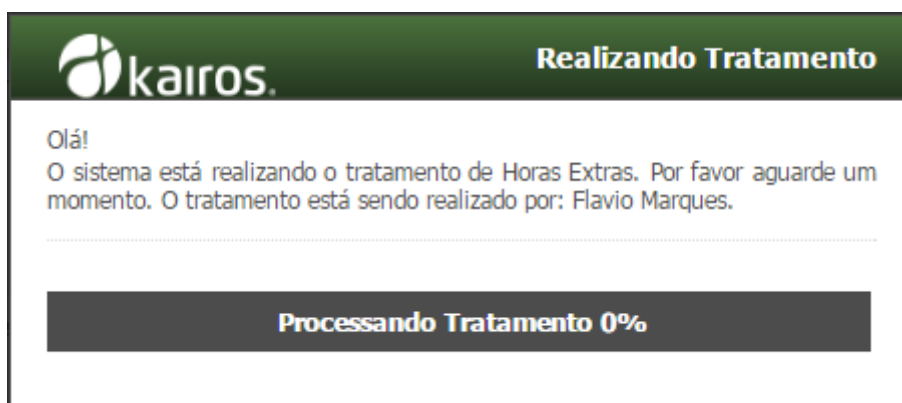 kairos.
Realizando Tratamento
Olá!
O sistema está realizando o tratamento de Horas Extras. Por favor aguarde um
momento. O tratamento está sendo realizado por: Flavio Marques.
Processando Tratamento 0%